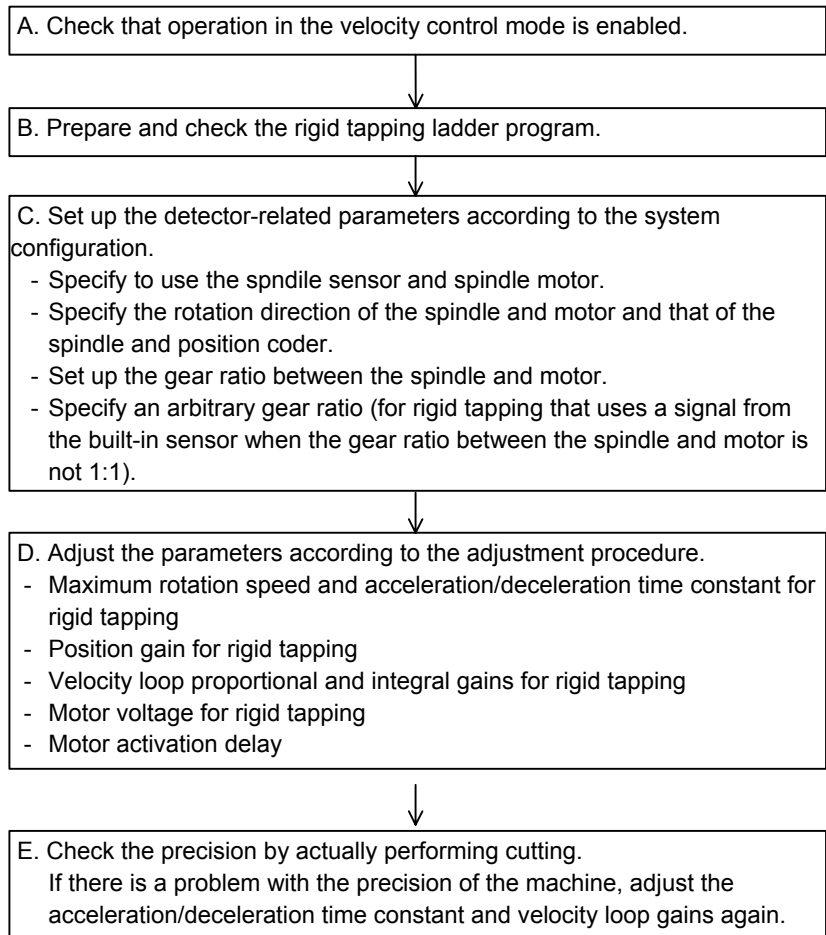 A. Check that operation in the velocity control mode is enabled.
B. Prepare and check the rigid tapping ladder program.
C. Set up the detector-related parameters according to the system
configuration.
- Specify to use the spndile sensor and spindle motor.
- Specify the rotation direction of the spindle and motor and that of the
spindle and position coder.
- Set up the gear ratio between the spindle and motor.
- Specify an arbitrary gear ratio (for rigid tapping that uses a signal from
the built-in sensor when the gear ratio between the spindle and motor is
not 1:1).
D. Adjust the parameters according to the adjustment procedure.
- Maximum rotation speed and acceleration/deceleration time constant for
rigid tapping
- Position gain for rigid tapping
- Velocity loop proportional and integral gains for rigid tapping
- Motor voltage for rigid tapping
- Motor activation delay
E. Check the precision by actually performing cutting.
If there is a problem with the precision of the machine, adjust the
acceleration/deceleration time constant and velocity loop gains again.